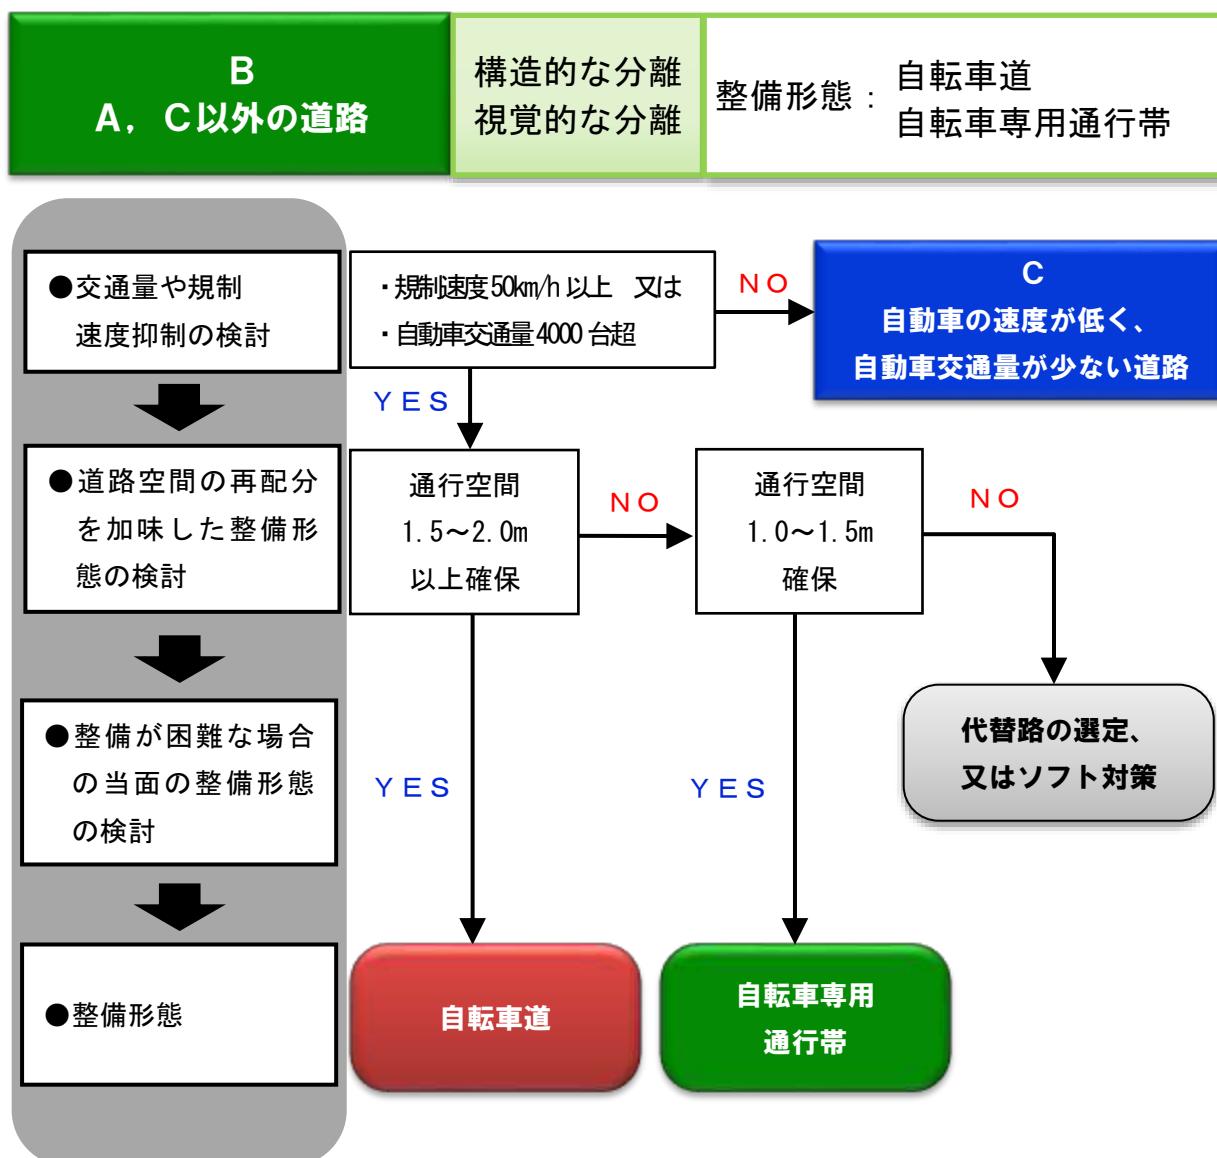 B
A，C以外の道路
構造的な分離
視覚的な分離
整備形態：
自転車道
自転車専用通行帯
●交通量や規制
速度抑制の検討
・規制速度50km/h以上　又は
・自動車交通量4000台超
NO
C
自動車の速度が低く、
自動車交通量が少ない道路
YES
●道路空間の再配分
を加味した整備形
態の検討
通行空間
1.5～2.0m
以上確保
NO
通行空間
1.0～1.5m
確保
NO
●整備が困難な場合
の当面の整備形態
の検討
YES
YES
代替路の選定、
又はソフト対策
●整備形態
自転車道
自転車専用
通行帯